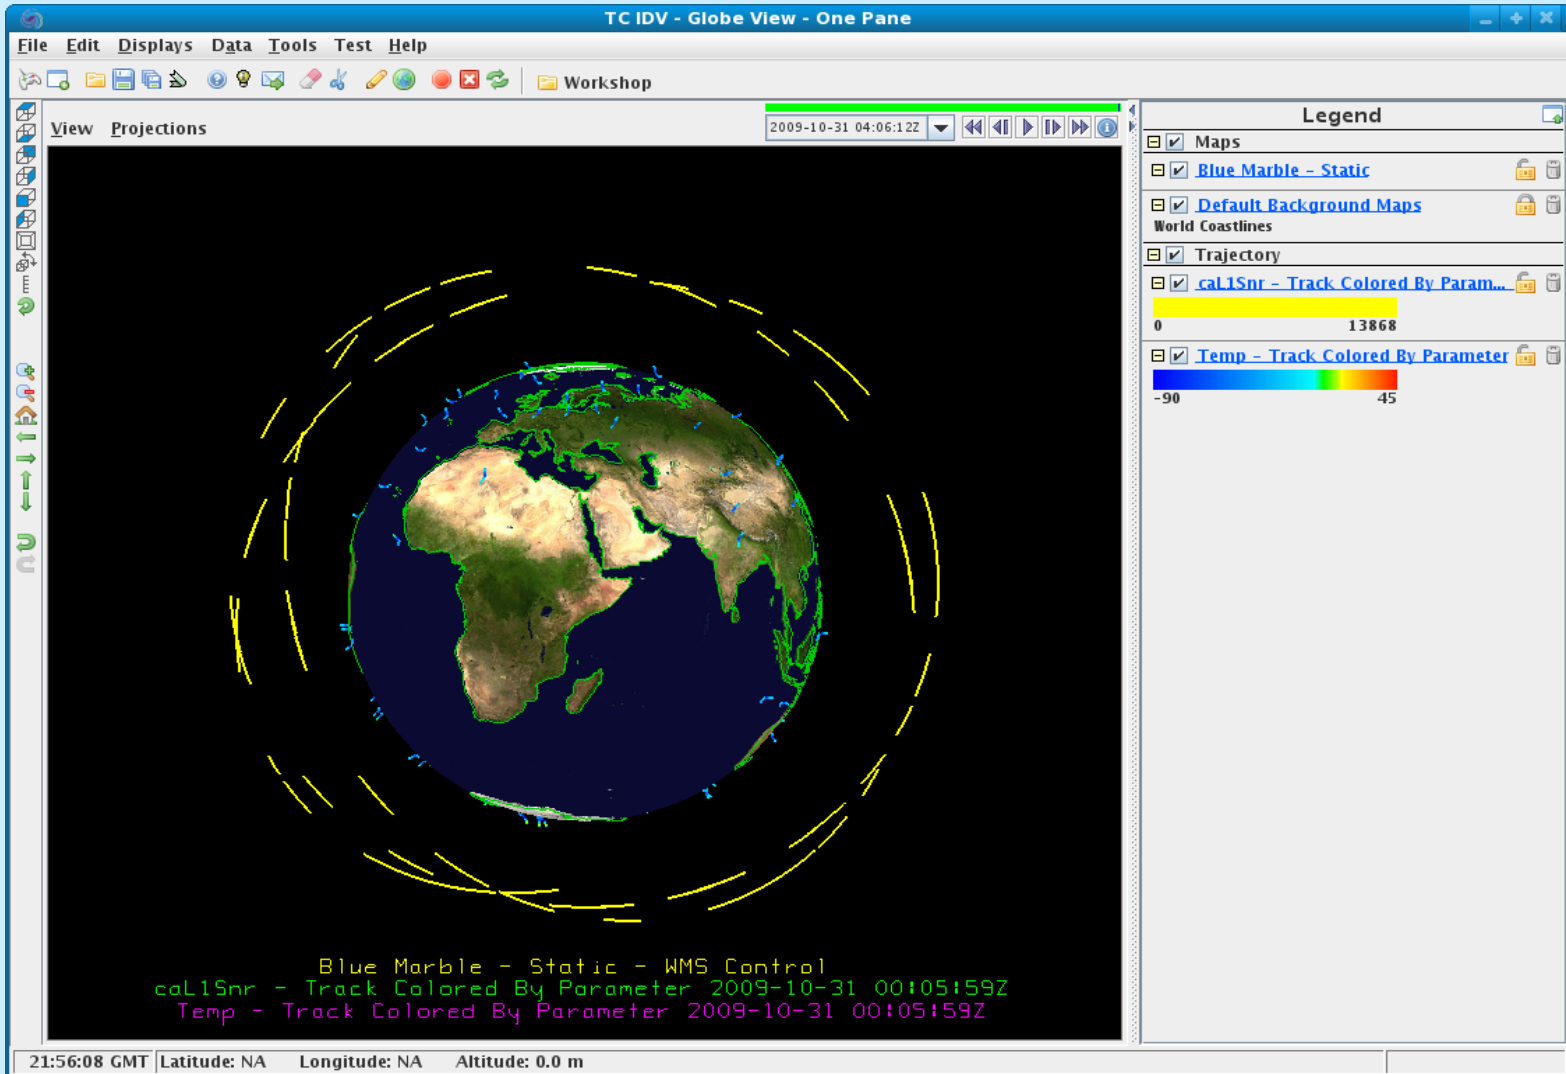 TC IDV - Globe View - One Pane
File Edit Displays Data Tools Test Help
Workshop
View Projections
2009-10-31 04:06:12Z
Legend
Maps
Blue Marble - Static
Default Background Maps
World Coastlines
Trajectory
caL1Snr - Track Colored By Param...
0 13868
Temp - Track Colored By Parameter
-90 45
Blue Marble - Static - WMS Control
caL1Snr - Track Colored By Parameter 2009-10-31 00:05:59Z
Temp - Track Colored By Parameter 2009-10-31 00:05:59Z
21:56:08 GMT Latitude: NA Longitude: NA Altitude: 0.0 m